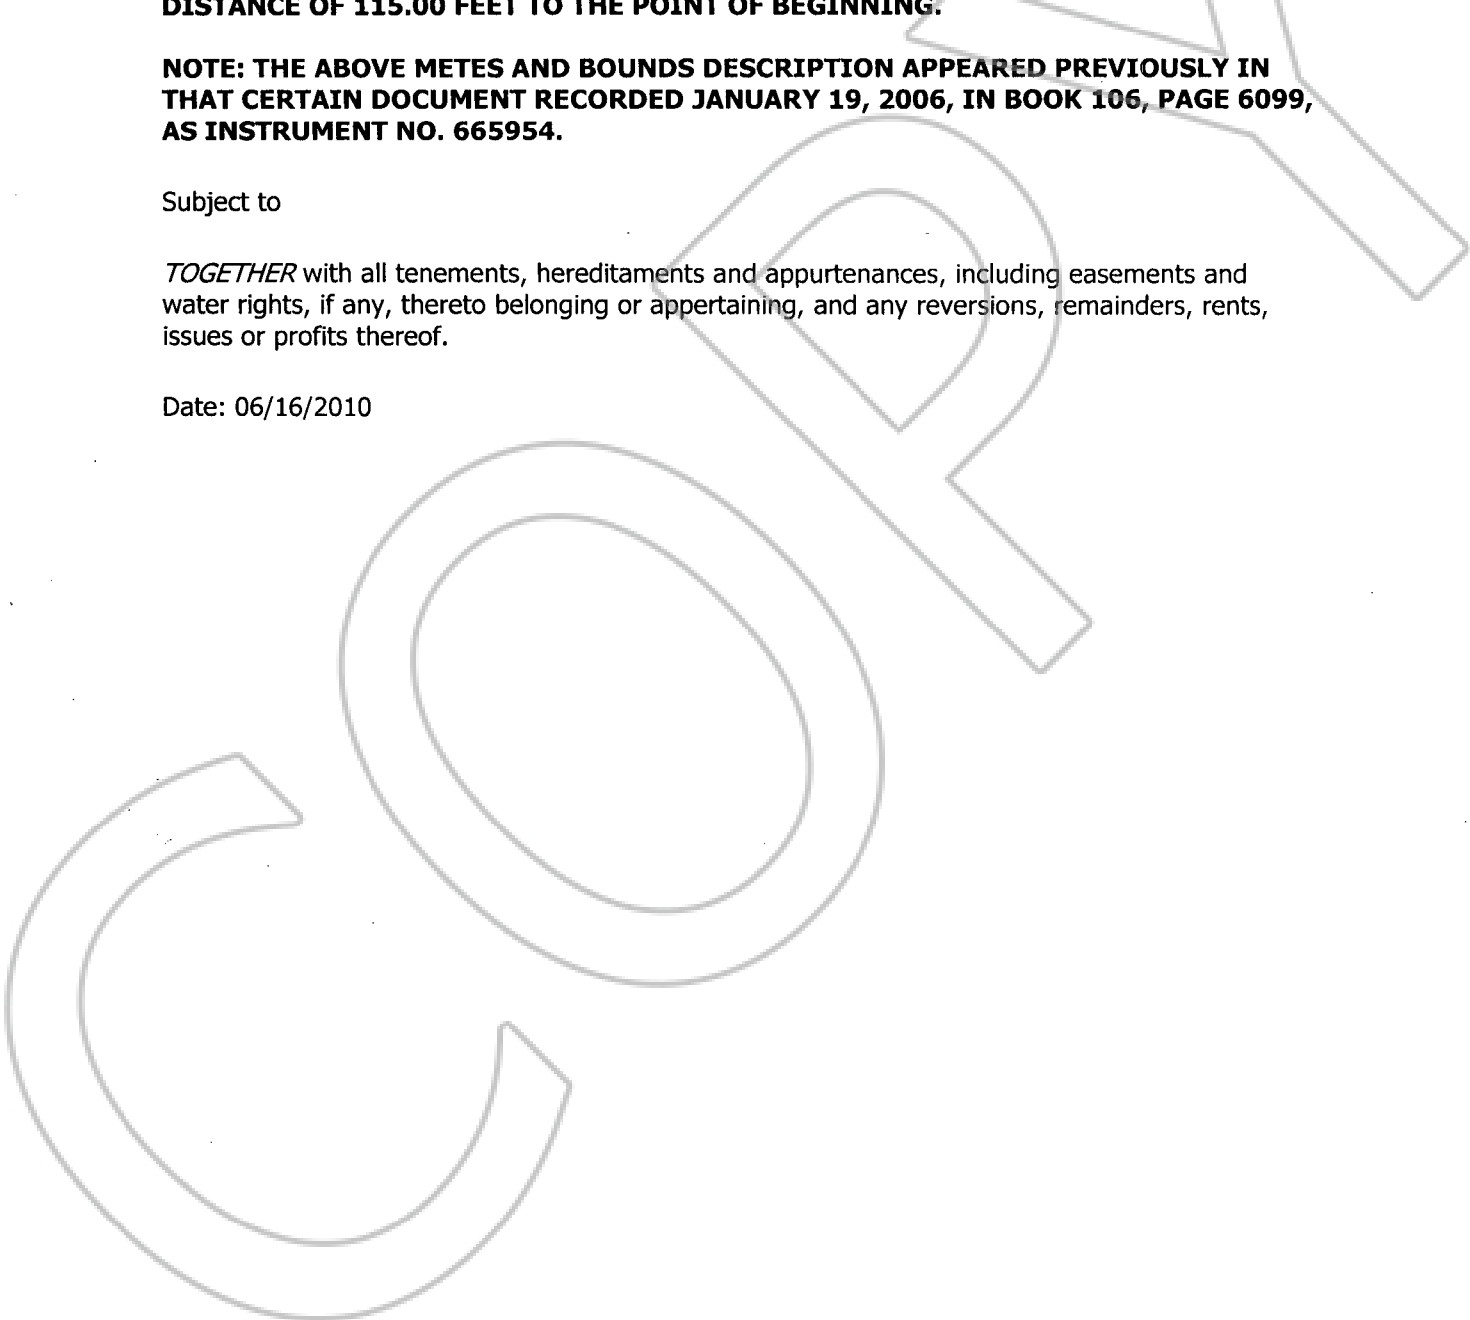 DISTANCE OF 115.00 FEET TO THE POINT OF BEGINNING.
NOTE: THE ABOVE METES AND BOUNDS DESCRIPTION APPEARED PREVIOUSLY IN
THAT CERTAIN DOCUMENT RECORDED JANUARY 19, 2006, IN BOOK 106, PAGE 6099,
AS INSTRUMENT NO. 665954.
Subject to
TOGETHER with all tenements, hereditaments and appurtenances, including easements and
water rights, if any, thereto belonging or appertaining, and any reversions, remainders, rents,
issues or profits thereof.
Date: 06/16/2010
COPY